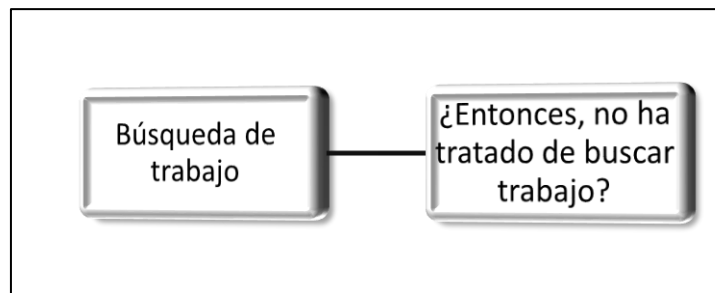 Búsqueda de
trabajo
¿Entonces, no ha
tratado de buscar
trabajo?